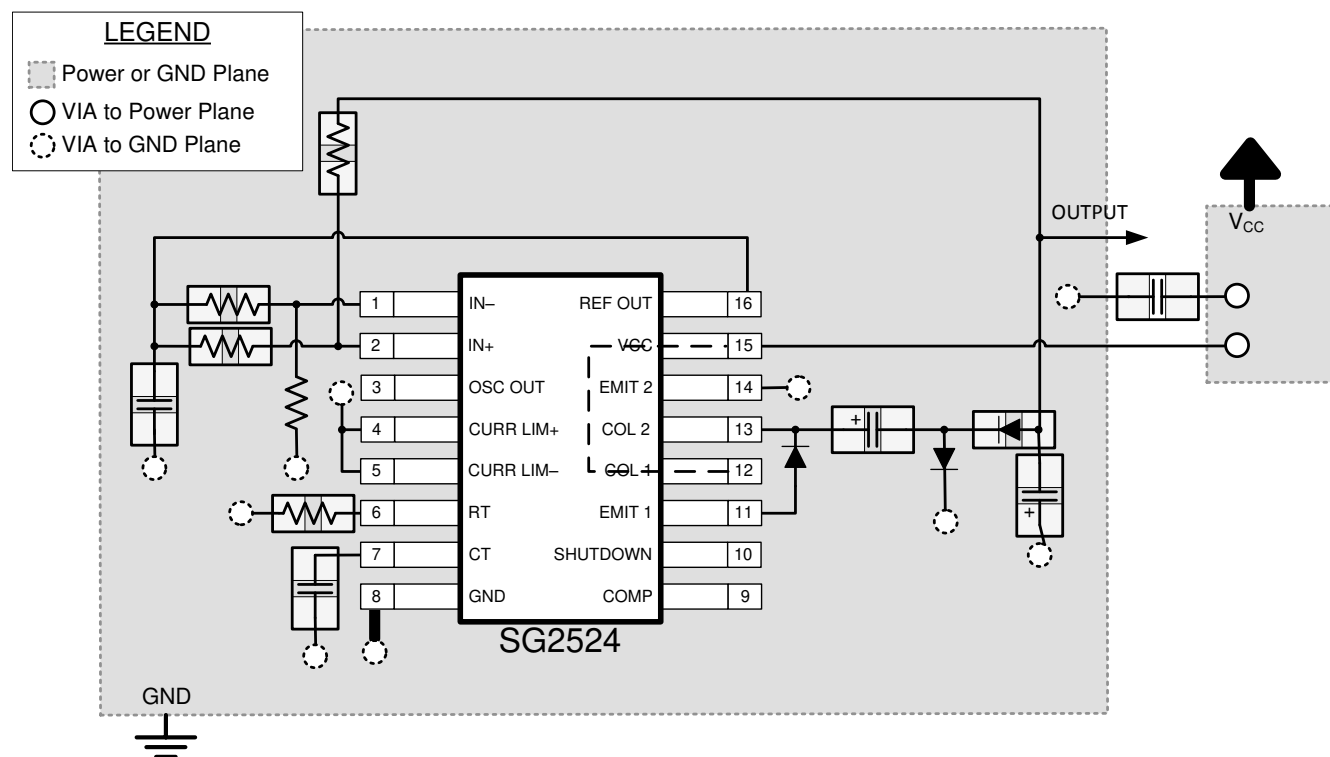 LEGEND
Power or GND Plane
VIA to Power Plane
VIA to GND Plane
OUTPUT
VCC
1 IN– REF OUT 16
2 IN+ VCC 15
3 OSC OUT EMIT 2 14
4 CURR LIM+ COL 2 13
5 CURR LIM– COL 1 12
6 RT EMIT 1 11
7 CT SHUTDOWN 10
8 GND COMP 9
+
+
SG2524
GND